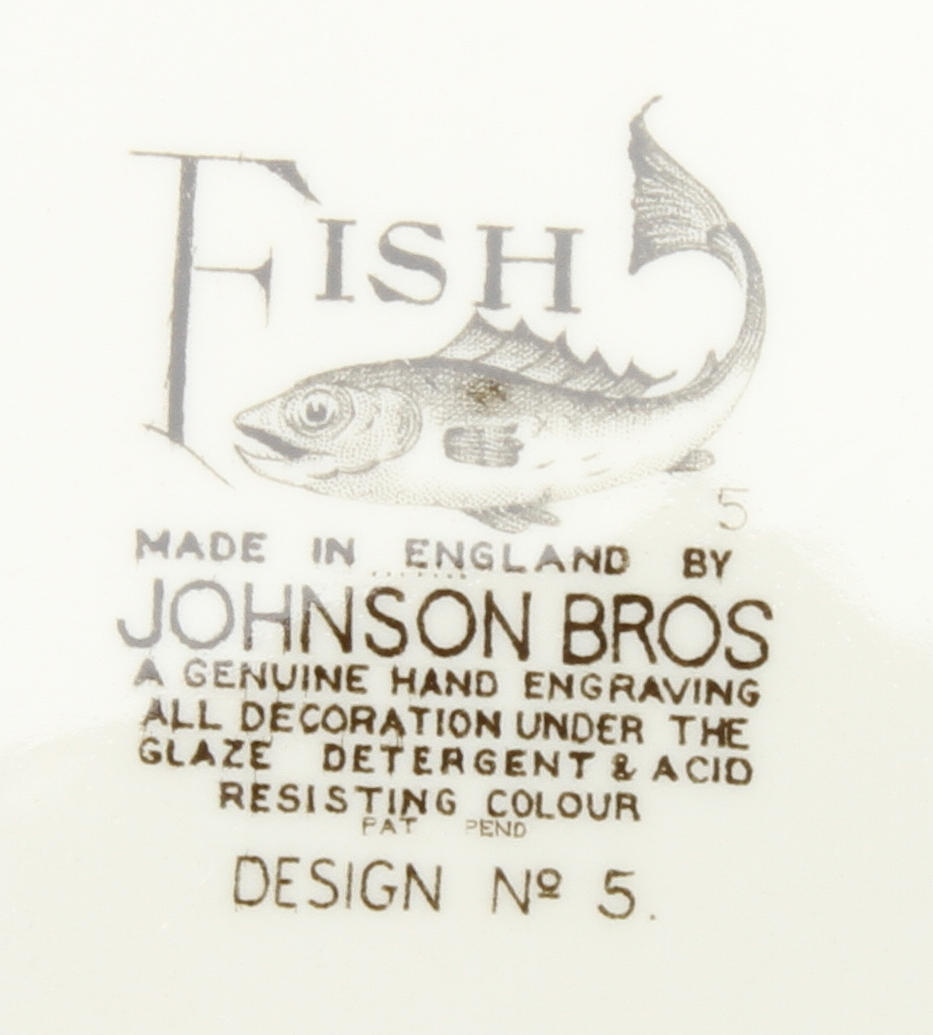 FISH
5
MADE IN ENGLAND BY
JOHNSON BROS
A GENUINE HAND ENGRAVING
ALL DECORATION UNDER THE
GLAZE DETERGENT & ACID
RESISTING COLOUR
PAT PEND
DESIGN Nº 5.